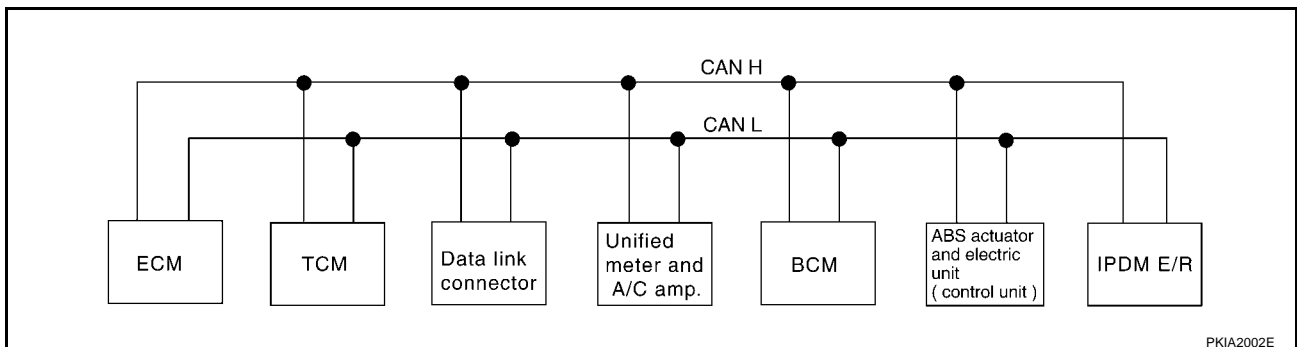 CAN H
CAN L
ECM
TCM
Data link
connector
Unified
meter and
A/C amp.
BCM
ABS actuator
and electric
unit
( control unit )
IPDM E/R
PKIA2002E